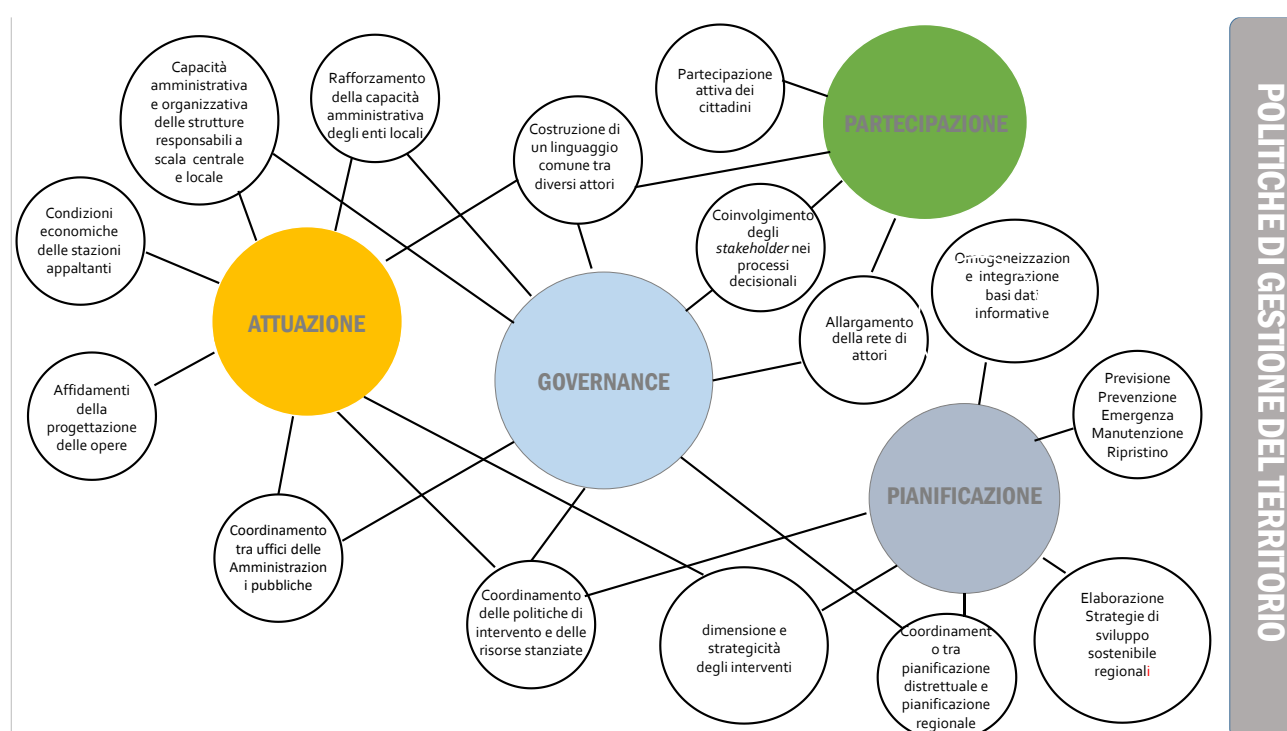 Capacità
amministrativa
e organizzativa
delle strutture
responsabili a
scala centrale
e locale
Rafforzamento
della capacità
amministrativa
degli enti locali
Costruzione di
un linguaggio
comune tra
diversi attori
Partecipazione
attiva dei
cittadini
PARTECIPAZIONE
Condizioni
economiche
delle stazioni
appaltanti
Coinvolgimento
degli
stakeholder nei
processi
decisionali
Omogeneizzazion
e integrazione
basi dati
informative
ATTUAZIONE
GOVERNANCE
Allargamento
della rete di
attori
Affidamenti
della
progettazione
delle opere
Previsione
Prevenzione
Emergenza
Manutenzione
Ripristino
PIANIFICAZIONE
Coordinamento
tra uffici delle
Amministrazion
i pubbliche
Coordinamento
delle politiche di
intervento e delle
risorse stanziate
dimensione e
strategicità
degli interventi
Coordinament
o tra
pianificazione
distrettuale e
pianificazione
regionale
Elaborazione
Strategie di
sviluppo
sostenibile
regionali
POLITICHE DI GESTIONE DEL TERRITORIO